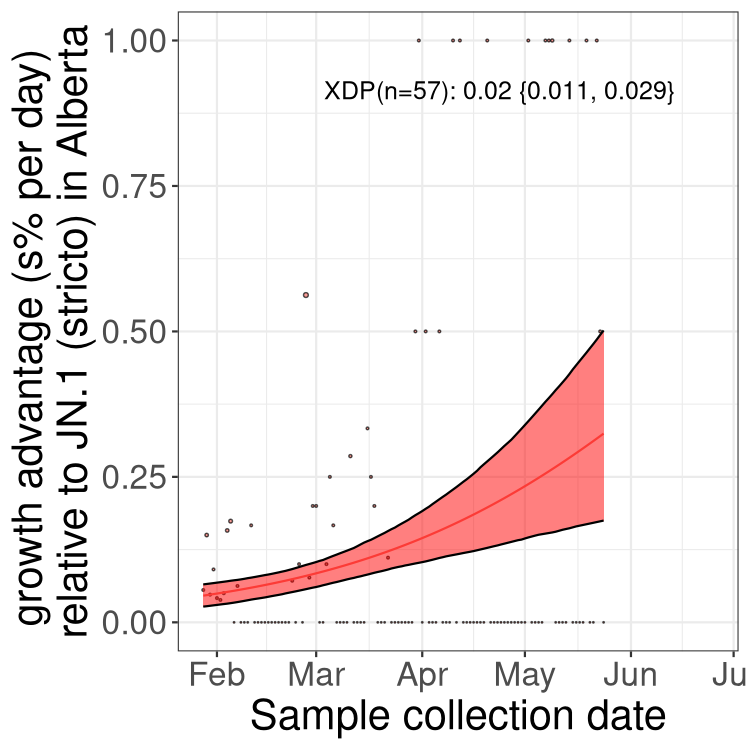 growth advantage (s% per day)
relative to JN.1 (stricto) in Alberta
1.00
0.75
0.50
0.25
0.00
XDP(n=57): 0.02 {0.011, 0.029}
Feb Mar Apr May Jun Ju
Sample collection date